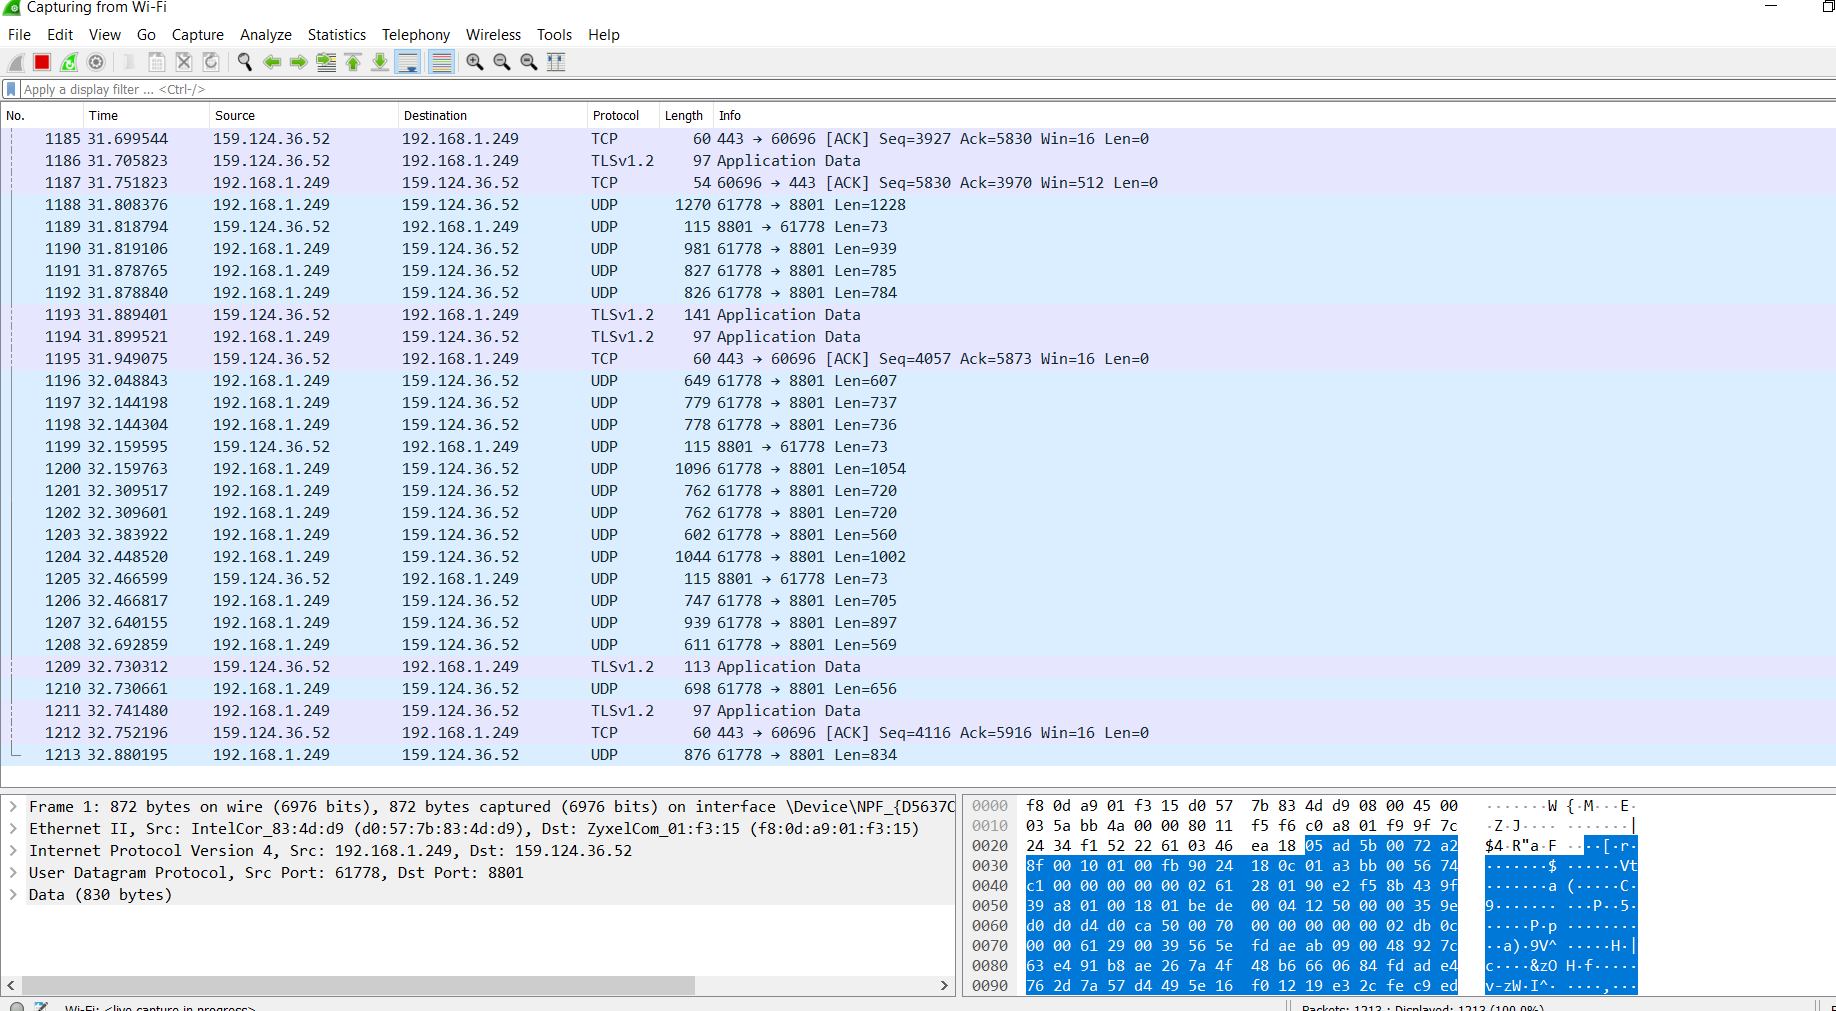 Capturing from Wi-Fi
File Edit View Go Capture Analyze Statistics Telephony Wireless Tools Help
Apply a display filter ... <Ctrl-/>
No. Time Source Destination Protocol Length Info
1185 31.699544 159.124.36.52 192.168.1.249 TCP 60 443 → 60696 [ACK] Seq=3927 Ack=5830 Win=16 Len=0
1186 31.705823 159.124.36.52 192.168.1.249 TLSv1.2 97 Application Data
1187 31.751823 192.168.1.249 159.124.36.52 TCP 54 60696 → 443 [ACK] Seq=5830 Ack=3970 Win=512 Len=0
1188 31.808376 192.168.1.249 159.124.36.52 UDP 1270 61778 → 8801 Len=1228
1189 31.818794 159.124.36.52 192.168.1.249 UDP 115 8801 → 61778 Len=73
1190 31.819106 192.168.1.249 159.124.36.52 UDP 981 61778 → 8801 Len=939
1191 31.878765 192.168.1.249 159.124.36.52 UDP 827 61778 → 8801 Len=785
1192 31.878840 192.168.1.249 159.124.36.52 UDP 826 61778 → 8801 Len=784
1193 31.889401 159.124.36.52 192.168.1.249 TLSv1.2 141 Application Data
1194 31.899521 192.168.1.249 159.124.36.52 TLSv1.2 97 Application Data
1195 31.949075 159.124.36.52 192.168.1.249 TCP 60 443 → 60696 [ACK] Seq=4057 Ack=5873 Win=16 Len=0
1196 32.048843 192.168.1.249 159.124.36.52 UDP 649 61778 → 8801 Len=607
1197 32.144198 192.168.1.249 159.124.36.52 UDP 779 61778 → 8801 Len=737
1198 32.144304 192.168.1.249 159.124.36.52 UDP 778 61778 → 8801 Len=736
1199 32.159595 159.124.36.52 192.168.1.249 UDP 115 8801 → 61778 Len=73
1200 32.159763 192.168.1.249 159.124.36.52 UDP 1096 61778 → 8801 Len=1054
1201 32.309517 192.168.1.249 159.124.36.52 UDP 762 61778 → 8801 Len=720
1202 32.309601 192.168.1.249 159.124.36.52 UDP 762 61778 → 8801 Len=720
1203 32.383922 192.168.1.249 159.124.36.52 UDP 602 61778 → 8801 Len=560
1204 32.448520 192.168.1.249 159.124.36.52 UDP 1044 61778 → 8801 Len=1002
1205 32.466599 159.124.36.52 192.168.1.249 UDP 115 8801 → 61778 Len=73
1206 32.466817 192.168.1.249 159.124.36.52 UDP 747 61778 → 8801 Len=705
1207 32.640155 192.168.1.249 159.124.36.52 UDP 939 61778 → 8801 Len=897
1208 32.692859 192.168.1.249 159.124.36.52 UDP 611 61778 → 8801 Len=569
1209 32.730312 159.124.36.52 192.168.1.249 TLSv1.2 113 Application Data
1210 32.730661 192.168.1.249 159.124.36.52 UDP 698 61778 → 8801 Len=656
1211 32.741480 192.168.1.249 159.124.36.52 TLSv1.2 97 Application Data
1212 32.752196 159.124.36.52 192.168.1.249 TCP 60 443 → 60696 [ACK] Seq=4116 Ack=5916 Win=16 Len=0
1213 32.880195 192.168.1.249 159.124.36.52 UDP 876 61778 → 8801 Len=834
Frame 1: 872 bytes on wire (6976 bits), 872 bytes captured (6976 bits) on interface \Device\NPF_{D5637C
Ethernet II, Src: IntelCor_83:4d:d9 (d0:57:7b:83:4d:d9), Dst: ZyxelCom_01:f3:15 (f8:0d:a9:01:f3:15)
Internet Protocol Version 4, Src: 192.168.1.249, Dst: 159.124.36.52
User Datagram Protocol, Src Port: 61778, Dst Port: 8801
Data (830 bytes)
0000 f8 0d a9 01 f3 15 d0 57 7b 83 4d d9 08 00 45 00 ·······W {·M···E·
0010 03 5a bb 4a 00 00 80 11 f5 f6 c0 a8 01 f9 9f 7c ·Z·J···· ·······|
0020 24 34 f1 52 22 61 03 46 ea 18 05 ad 5b 00 72 a2 $4·R"a·F ····[·r·
0030 8f 00 10 01 00 fb 90 24 18 0c 01 a3 bb 00 56 74 ·······$ ······Vt
0040 c1 00 00 00 00 00 02 61 28 01 90 e2 f5 8b 43 9f ·······a (·····C·
0050 39 a8 01 00 18 01 be de 00 04 12 50 00 00 35 9e 9······· ···P··5·
0060 d0 d0 d4 d0 ca 50 00 70 00 00 00 00 00 02 db 0c ·····P·p ········
0070 00 00 61 29 00 39 56 5e fd ae ab 09 00 48 92 7c ··a)·9V^ ·····H·|
0080 63 e4 91 b8 ae 26 7a 4f 48 b6 66 06 84 fd ad e4 c····&zO H·f·····
0090 76 2d 7a 57 d4 49 5e 16 f0 12 19 e3 2c fe c9 ed v-zW·I^· ····,···
Wi-Fi: <live capture in progress>
Packets: 1213 · Displayed: 1213 (100.0%)